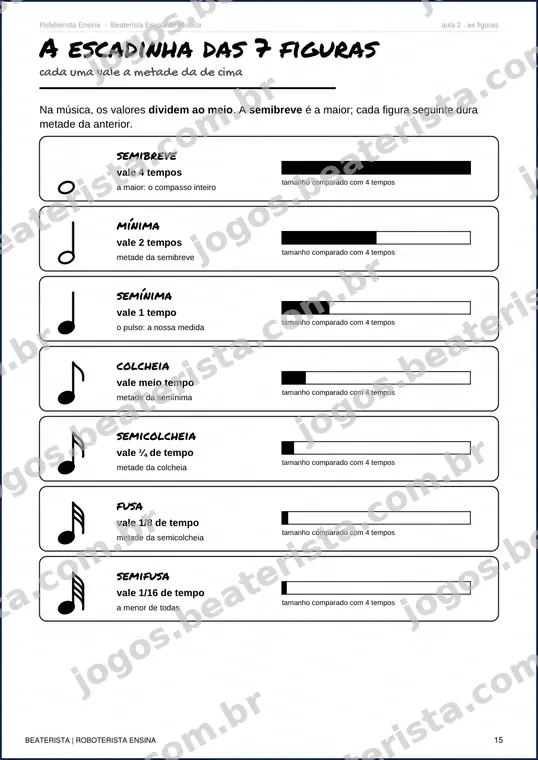 Robôterista Ensina · Beaterista Escola de Música
aula 2 · as figuras
A ESCADINHA DAS 7 FIGURAS
cada uma vale a metade da de cima
Na música, os valores dividem ao meio. A semibreve é a maior; cada figura seguinte dura
metade da anterior.
SEMIBREVE
vale 4 tempos
a maior: o compasso inteiro
tamanho comparado com 4 tempos
MÍNIMA
vale 2 tempos
metade da semibreve
tamanho comparado com 4 tempos
SEMÍNIMA
vale 1 tempo
o pulso: a nossa medida
tamanho comparado com 4 tempos
COLCHEIA
vale meio tempo
metade da semínima
tamanho comparado com 4 tempos
SEMICOLCHEIA
vale ¼ de tempo
metade da colcheia
tamanho comparado com 4 tempos
FUSA
vale 1/8 de tempo
metade da semicolcheia
tamanho comparado com 4 tempos
SEMIFUSA
vale 1/16 de tempo
a menor de todas
tamanho comparado com 4 tempos
jogos.beaterista.com.br
BEATERISTA | ROBOTERISTA ENSINA
15